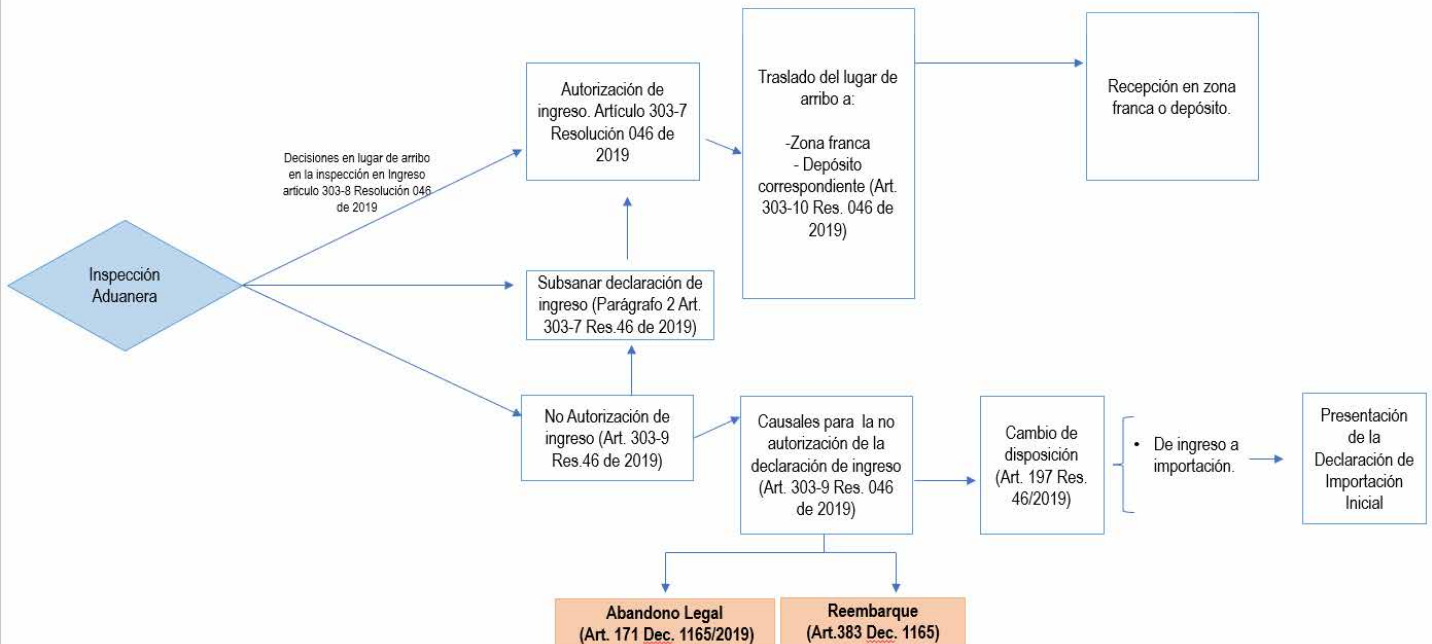 Inspección
Aduanera
Decisiones en lugar de arribo
en la inspección en Ingreso
articulo 303-8 Resolución 046
de 2019
Autorización de
ingreso. Artículo 303-7
Resolución 046 de
2019
Traslado del lugar de
arribo a:
-Zona franca
- Depósito
correspondiente (Art.
303-10 Res. 046 de
2019)
Recepción en zona
franca o depósito.
Subsanar declaración de
ingreso (Parágrafo 2 Art.
303-7 Res.46 de 2019)
No Autorización de
ingreso (Art. 303-9
Res.46 de 2019)
Causales para la no
autorización de la
declaración de ingreso
(Art. 303-9 Res. 046
de 2019)
Cambio de
disposición
(Art. 197 Res.
46/2019)
• De ingreso a
importación.
Presentación
de la
Declaración de
Importación
Inicial
Abandono Legal
(Art. 171 Dec. 1165/2019)
Reembarque
(Art.383 Dec. 1165)